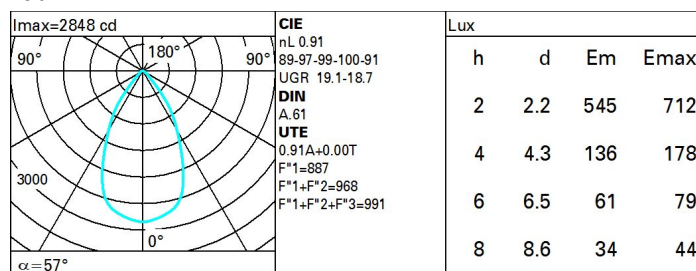 Imax=2848 cd
90°
180°
90°
3000
0°
α=57°
CIE
nL 0.91
89-97-99-100-91
UGR 19.1-18.7
DIN
A.61
UTE
0.91A+0.00T
F"1=887
F"1+F"2=968
F"1+F"2+F"3=991
Lux
h d Em Emax
2 2.2 545 712
4 4.3 136 178
6 6.5 61 79
8 8.6 34 44